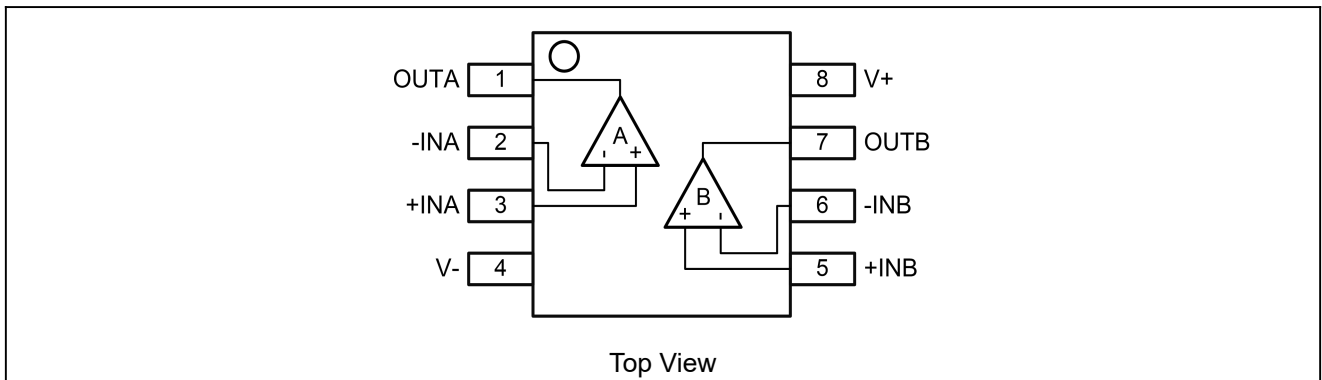 OUTA 1 8 V+
-INA 2 A - + 7 OUTB
+INA 3 B + - 6 -INB
V- 4 5 +INB
Top View